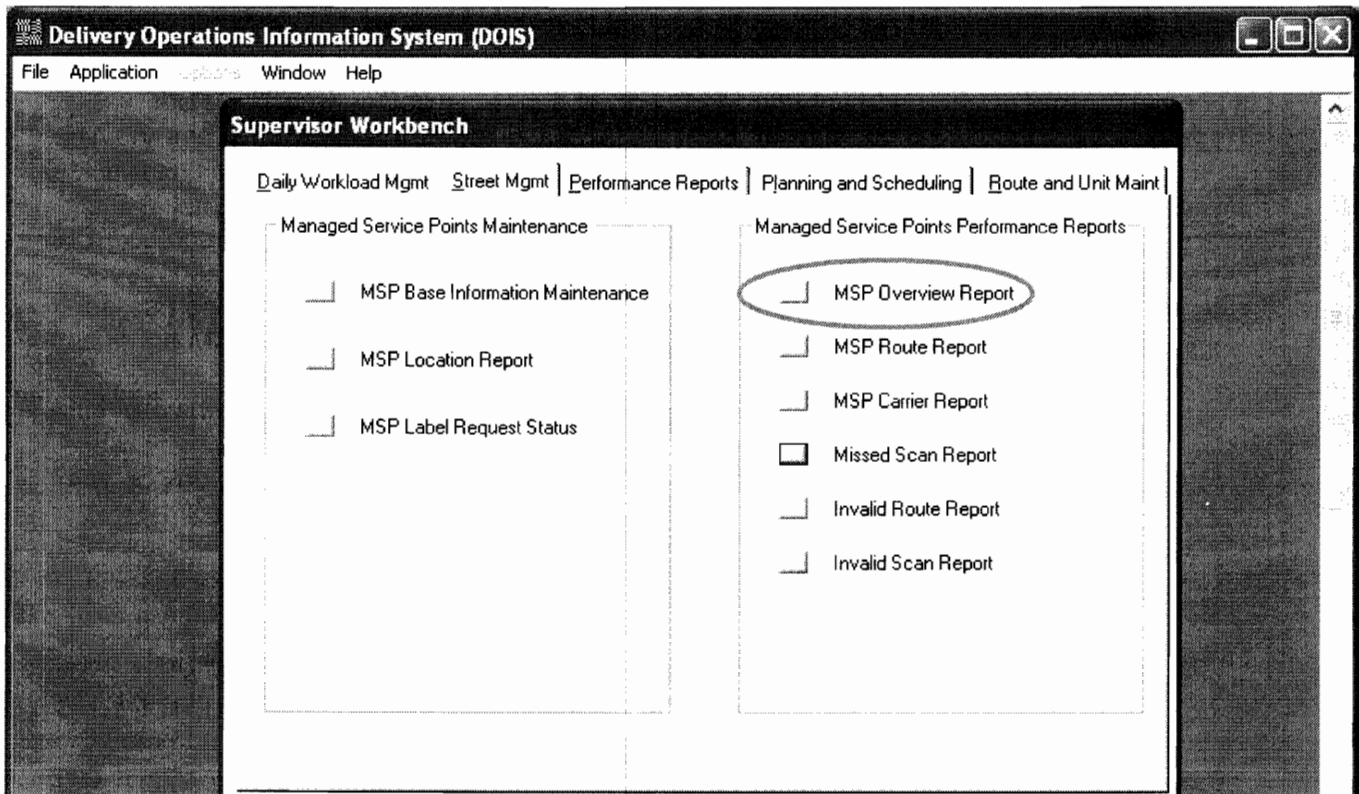 Delivery Operations Information System (DOIS)
File Application Options Window Help
Supervisor Workbench
Daily Workload Mgmt Street Mgmt Performance Reports Planning and Scheduling Route and Unit Maint
Managed Service Points Maintenance
MSP Base Information Maintenance
MSP Location Report
MSP Label Request Status
Managed Service Points Performance Reports
MSP Overview Report
MSP Route Report
MSP Carrier Report
Missed Scan Report
Invalid Route Report
Invalid Scan Report